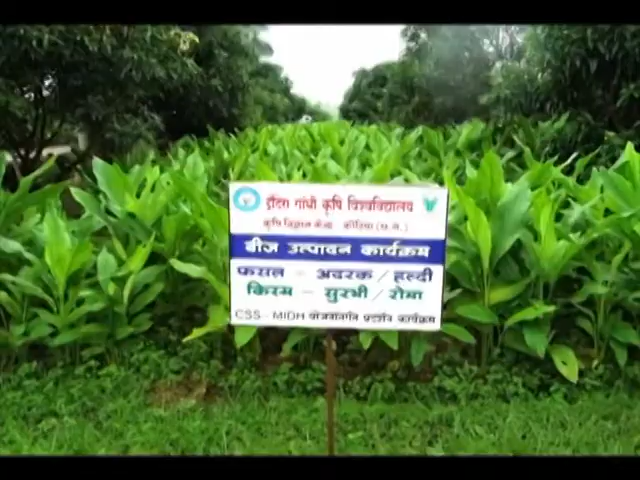 इंदिरा गांधी कृषि विश्वविद्यालय
कृषि विज्ञान केन्द्र कोरिया (छ.ग.)
बीज उत्पादन कार्यक्रम
फसल - अदरक / हल्दी
किस्म - सुरभी / रोमा
CSS - MIDH योजनान्तर्गत प्रदर्शन कार्यक्रम